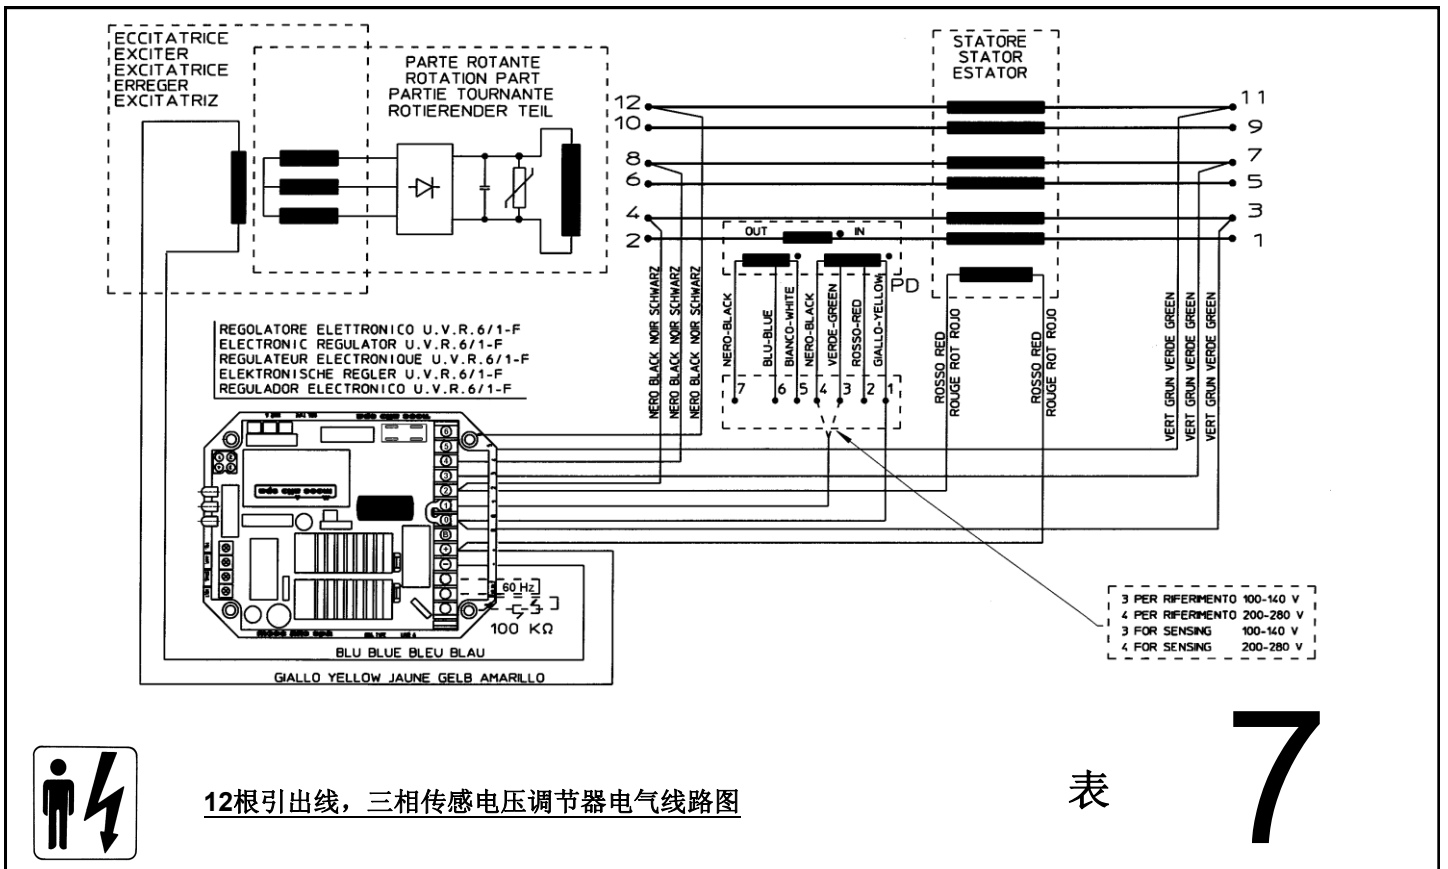 ECCITATRICE
EXCITER
EXCITATRICE
ERREGER
EXCITATRIZ
PARTE ROTANTE
ROTATION PART
PARTIE TOURNANTE
ROTIERENDER TEIL
STATORE
STATOR
ESTATOR
12
10
8
6
4
2
11
9
7
5
3
1
OUT
IN
PD
NERO BLACK NOIR SCHWARZ
NERO BLACK NOIR SCHWARZ
NERO BLACK NOIR SCHWARZ
NERO-BLACK
BLU-BLUE
BIANCO-WHITE
NERO-BLACK
VERDE-GREEN
ROSSO-RED
GIALLO-YELLOW
7
6
5
4
3
2
1
ROSSO RED
ROUGE ROT ROJO
ROSSO RED
ROUGE ROT ROJO
VERT GRUN VERDE GREEN
VERT GRUN VERDE GREEN
VERT GRUN VERDE GREEN
REGOLATORE ELETTRONICO U.V.R.6/1-F
ELECTRONIC REGULATOR U.V.R.6/1-F
REGULATEUR ELECTRONIQUE U.V.R.6/1-F
ELEKTRONISCHE REGLER U.V.R.6/1-F
REGULADOR ELECTRONICO U.V.R.6/1-F
6
5
4
3
2
1
0
B
+
−
60 Hz
100 KΩ
BLU BLUE BLEU BLAU
GIALLO YELLOW JAUNE GELB AMARILLO
3 PER RIFERIMENTO 100-140 V
4 PER RIFERIMENTO 200-280 V
3 FOR SENSING 100-140 V
4 FOR SENSING 200-280 V
12根引出线，三相传感电压调节器电气线路图
表
7